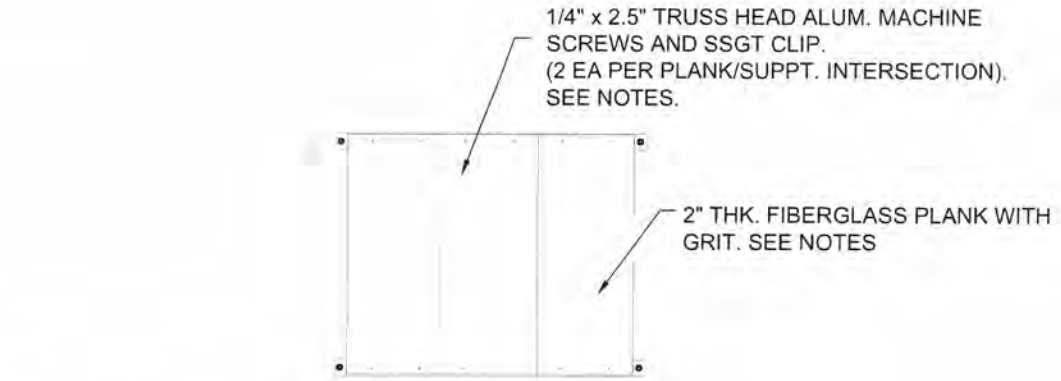 1/4" x 2.5" TRUSS HEAD ALUM. MACHINE
SCREWS AND SSGT CLIP.
(2 EA PER PLANK/SUPPT. INTERSECTION).
SEE NOTES.
2" THK. FIBERGLASS PLANK WITH
GRIT. SEE NOTES